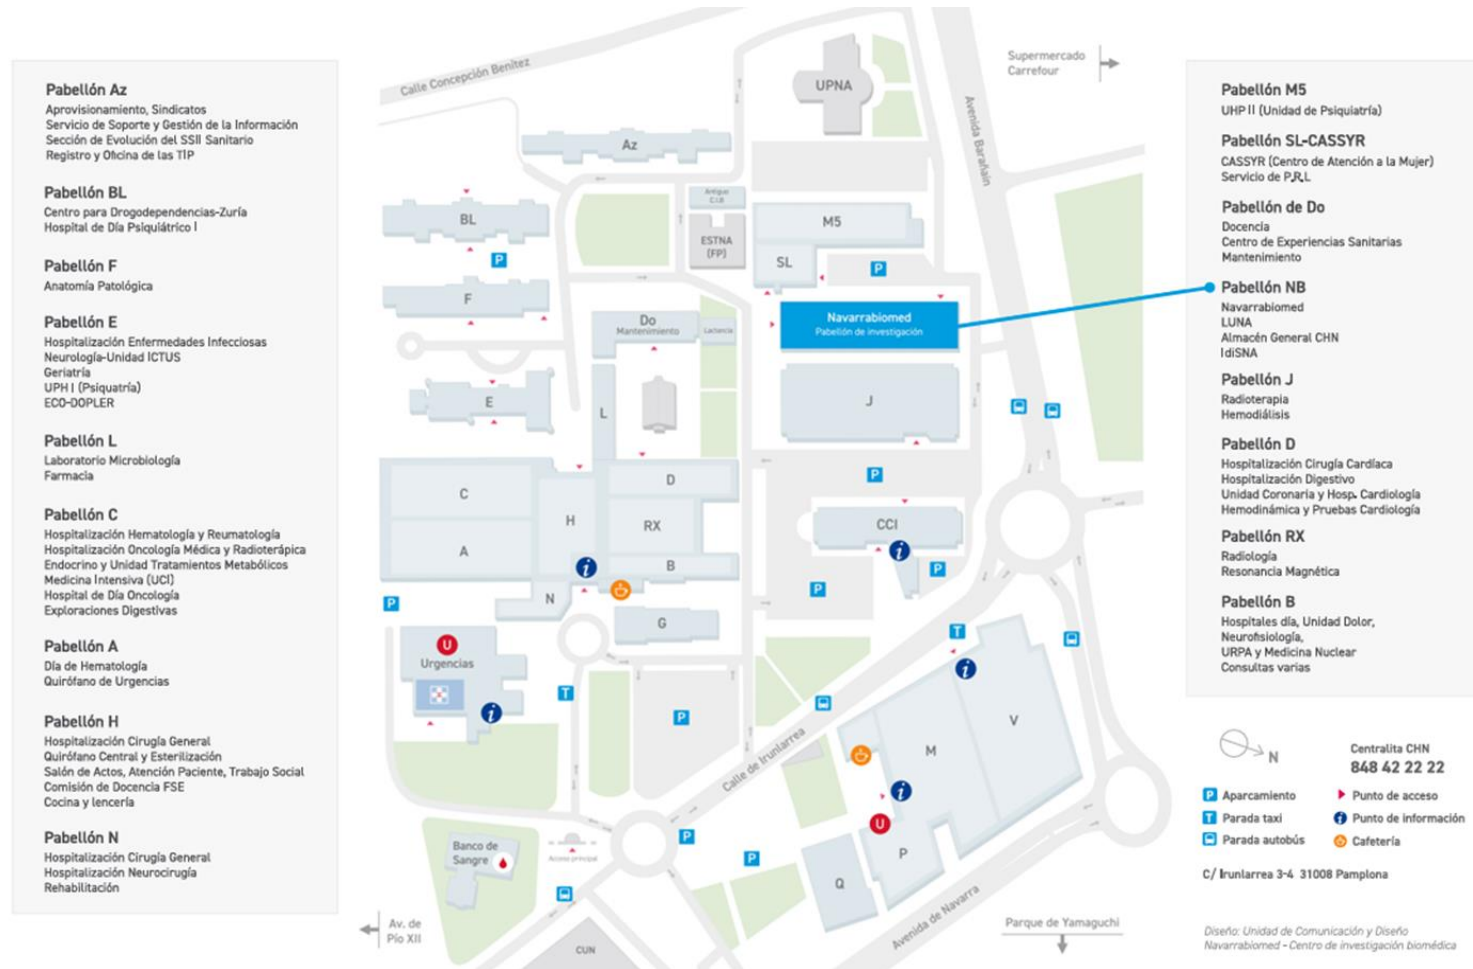 Pabellón Az
Aprovisionamiento, Sindicatos
Servicio de Soporte y Gestión de la Información
Sección de Evolución del SSII Sanitario
Registro y Oficina de las TIP
Pabellón BL
Centro para Drogodependencias-Zuría
Hospital de Día Psiquiátrico I
Pabellón F
Anatomía Patológica
Pabellón E
Hospitalización Enfermedades Infecciosas
Neurología-Unidad ICTUS
Geriatría
UPH I (Psiquatría)
ECO-DOPLER
Pabellón L
Laboratorio Microbiología
Farmacia
Pabellón C
Hospitalización Hematología y Reumatología
Hospitalización Oncología Médica y Radioterápica
Endocrino y Unidad Tratamientos Metabólicos
Medicina Intensiva (UCI)
Hospital de Día Oncología
Exploraciones Digestivas
Pabellón A
Día de Hematología
Quirófano de Urgencias
Pabellón H
Hospitalización Cirugía General
Quirófano Central y Esterilización
Salón de Actos, Atención Paciente, Trabajo Social
Comisión de Docencia FSE
Cocina y lencería
Pabellón N
Hospitalización Cirugía General
Hospitalización Neurocirugía
Rehabilitación
Calle Concepción Benítez
UPNA
Supermercado
Carrefour
Avenida Barañain
Az
Antiguo
C.I.B
BL
ESTNA
(FP)
M5
SL
P
P
F
Do
Mantenimiento
Lactancia
Navarrabiomed
Pabellón de investigación
E
L
J
C
D
P
H
RX
CCI
A
i
i
B
P
N
P
P
G
U
Urgencias
T
i
T
i
P
V
M
Calle de Irunlarrea
i
U
P
P
P
Q
Banco de
Sangre
Acceso principal
Avenida de Navarra
Av. de
Pío XII
CUN
Parque de Yamaguchi
Pabellón M5
UHP II (Unidad de Psiquiatría)
Pabellón SL-CASSYR
CASSYR (Centro de Atención a la Mujer)
Servicio de P.R.L
Pabellón de Do
Docencia
Centro de Experiencias Sanitarias
Mantenimiento
Pabellón NB
Navarrabiomed
LUNA
Almacén General CHN
IdiSNA
Pabellón J
Radioterapia
Hemodiálisis
Pabellón D
Hospitalización Cirugía Cardíaca
Hospitalización Digestivo
Unidad Coronaria y Hosp. Cardiología
Hemodinámica y Pruebas Cardiología
Pabellón RX
Radiología
Resonancia Magnética
Pabellón B
Hospitales día, Unidad Dolor,
Neurofisiología,
URPA y Medicina Nuclear
Consultas varias
N
Centralita CHN
848 42 22 22
P Aparcamiento
Punto de acceso
T Parada taxi
i Punto de información
Parada autobús
Cafetería
C/ Irunlarrea 3-4 31008 Pamplona
Diseño: Unidad de Comunicación y Diseño
Navarrabiomed - Centro de investigación biomédica